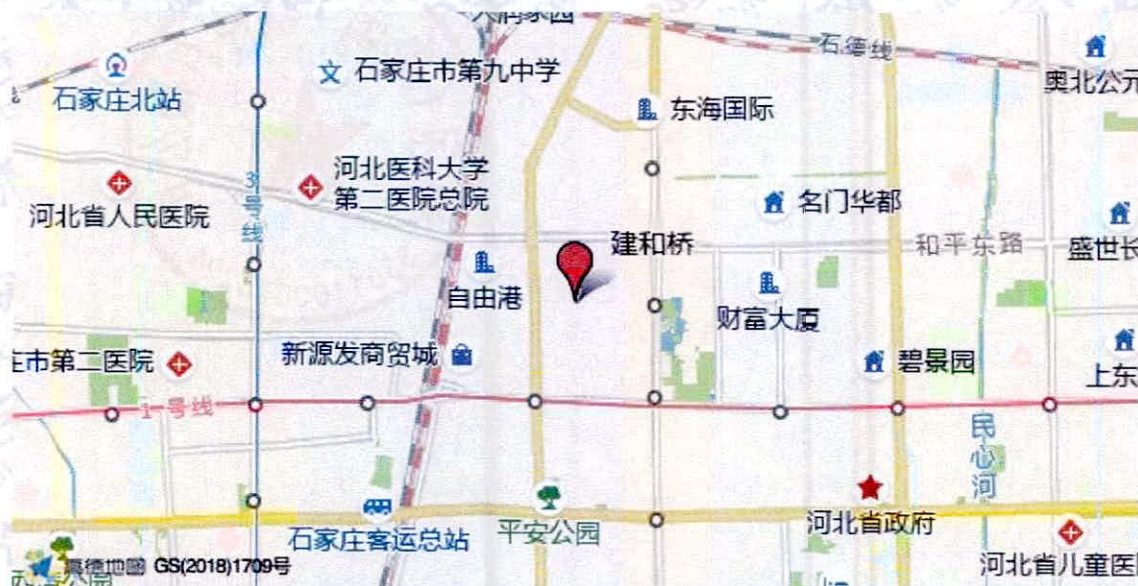 石德线
石家庄北站
石家庄市第九中学
奥北公元
东海国际
河北医科大学
第二医院总院
河北省人民医院
3号线
名门华都
建和桥
和平东路
盛世长
自由港
财富大厦
新源发商贸城
庄市第二医院
碧景园
上东
1号线
民心河
河北省政府
石家庄客运总站
平安公园
河北省儿童医
高德地图 GS(2018)1709号